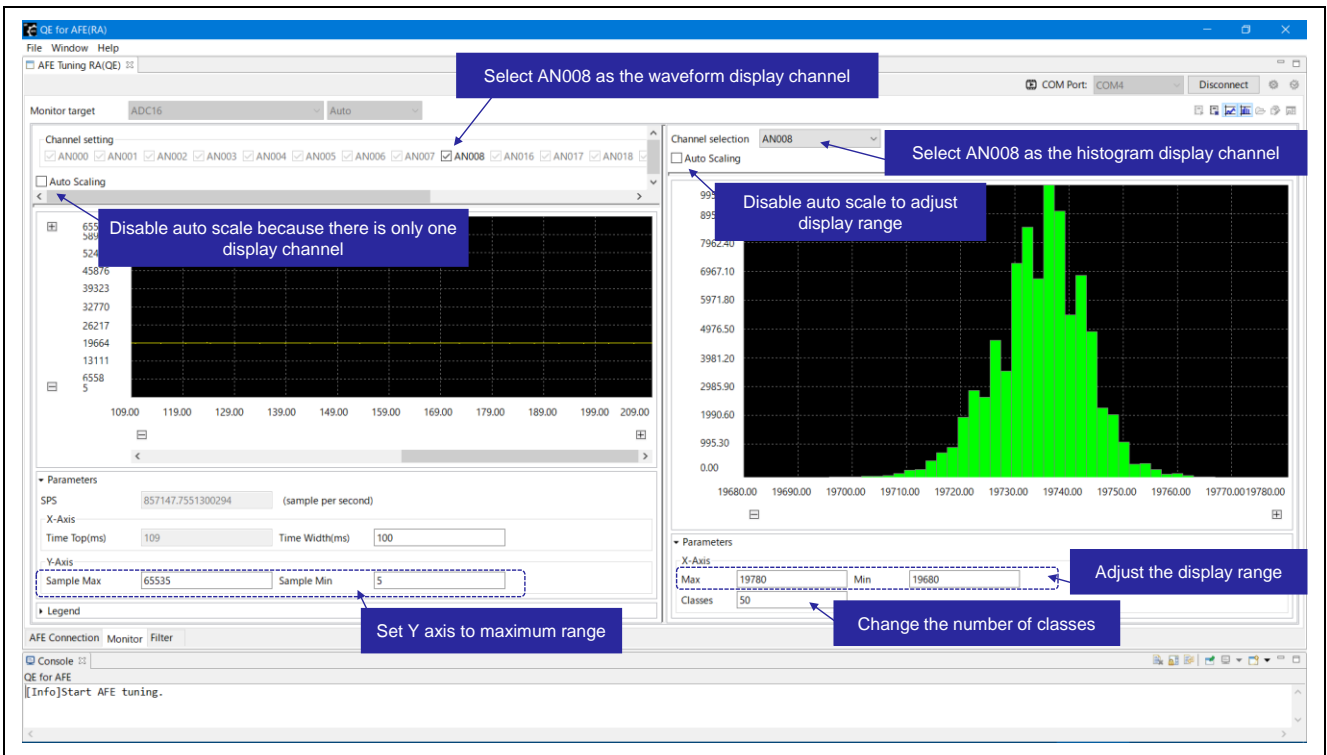 QE for AFE(RA)
File Window Help
AFE Tuning RA(QE)
Select AN008 as the waveform display channel
COM Port: COM4 Disconnect
Monitor target ADC16 Auto
Channel setting
AN000 AN001 AN002 AN003 AN004 AN005 AN006 AN007 AN008 AN016 AN017 AN018
Auto Scaling
Disable auto scale because there is only one
display channel
655
589
524
45876
39323
32770
26217
19664
13111
6558
5
109.00 119.00 129.00 139.00 149.00 159.00 169.00 179.00 189.00 199.00 209.00
Parameters
SPS 857147.7551300294 (sample per second)
X-Axis
Time Top(ms) 109 Time Width(ms) 100
Y-Axis
Sample Max 65535 Sample Min 5
Legend
Set Y axis to maximum range
Channel selection AN008
Select AN008 as the histogram display channel
Auto Scaling
Disable auto scale to adjust
display range
995
895
7962.40
6967.10
5971.80
4976.50
3981.20
2985.90
1990.60
995.30
0.00
19680.00 19690.00 19700.00 19710.00 19720.00 19730.00 19740.00 19750.00 19760.00 19770.00 19780.00
Parameters
X-Axis
Max 19780 Min 19680
Adjust the display range
Classes 50
Change the number of classes
AFE Connection Monitor Filter
Console
QE for AFE
[Info]Start AFE tuning.